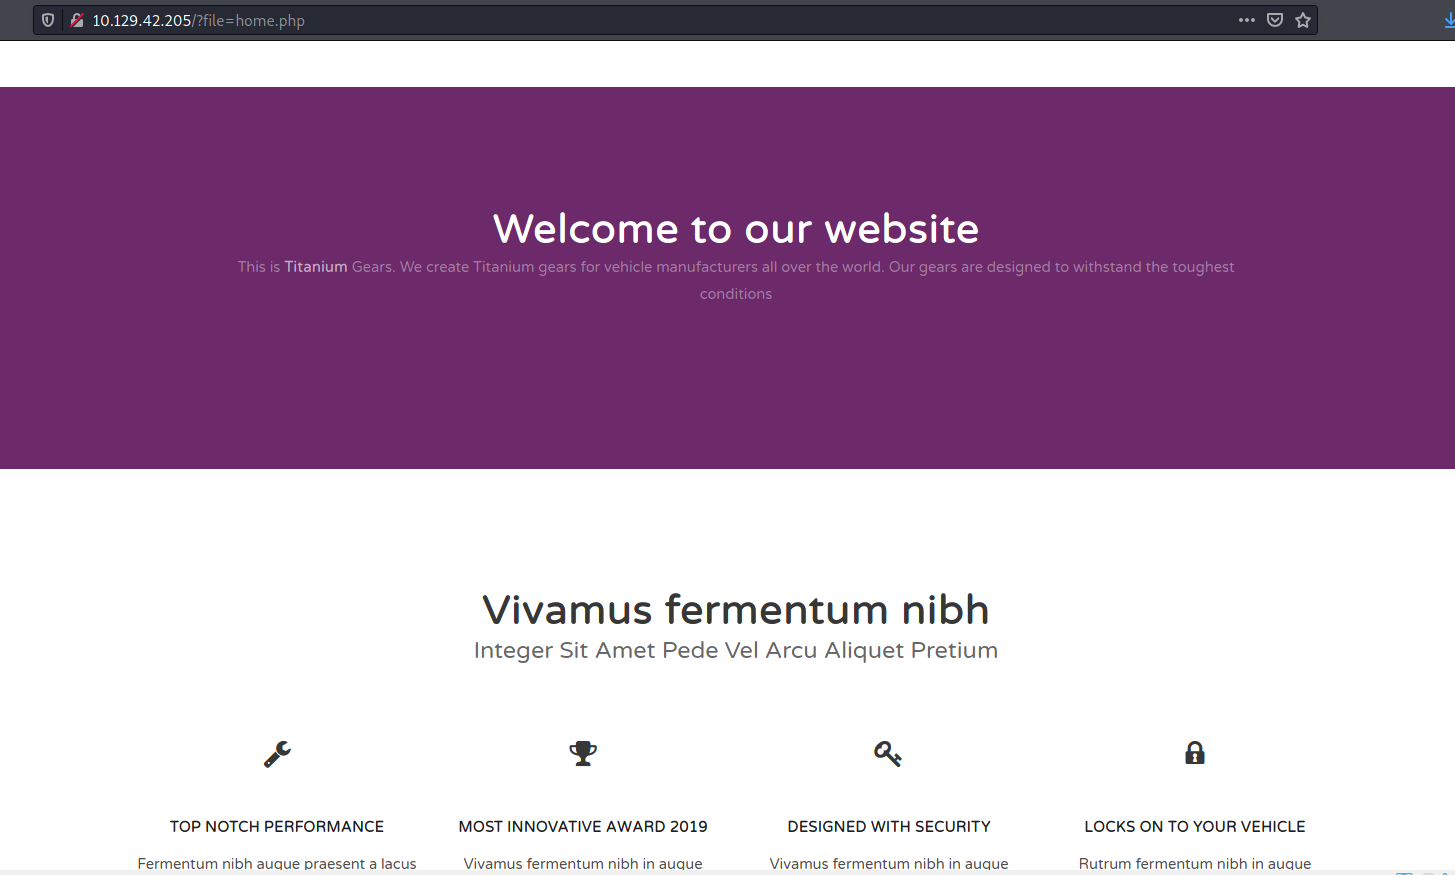 10.129.42.205/?file=home.php
Welcome to our website
This is Titanium Gears. We create Titanium gears for vehicle manufacturers all over the world. Our gears are designed to withstand the toughest
conditions
Vivamus fermentum nibh
Integer Sit Amet Pede Vel Arcu Aliquet Pretium
TOP NOTCH PERFORMANCE
MOST INNOVATIVE AWARD 2019
DESIGNED WITH SECURITY
LOCKS ON TO YOUR VEHICLE
Fermentum nibh augue praesent a lacus
Vivamus fermentum nibh in augue
Vivamus fermentum nibh in augue
Rutrum fermentum nibh in augue